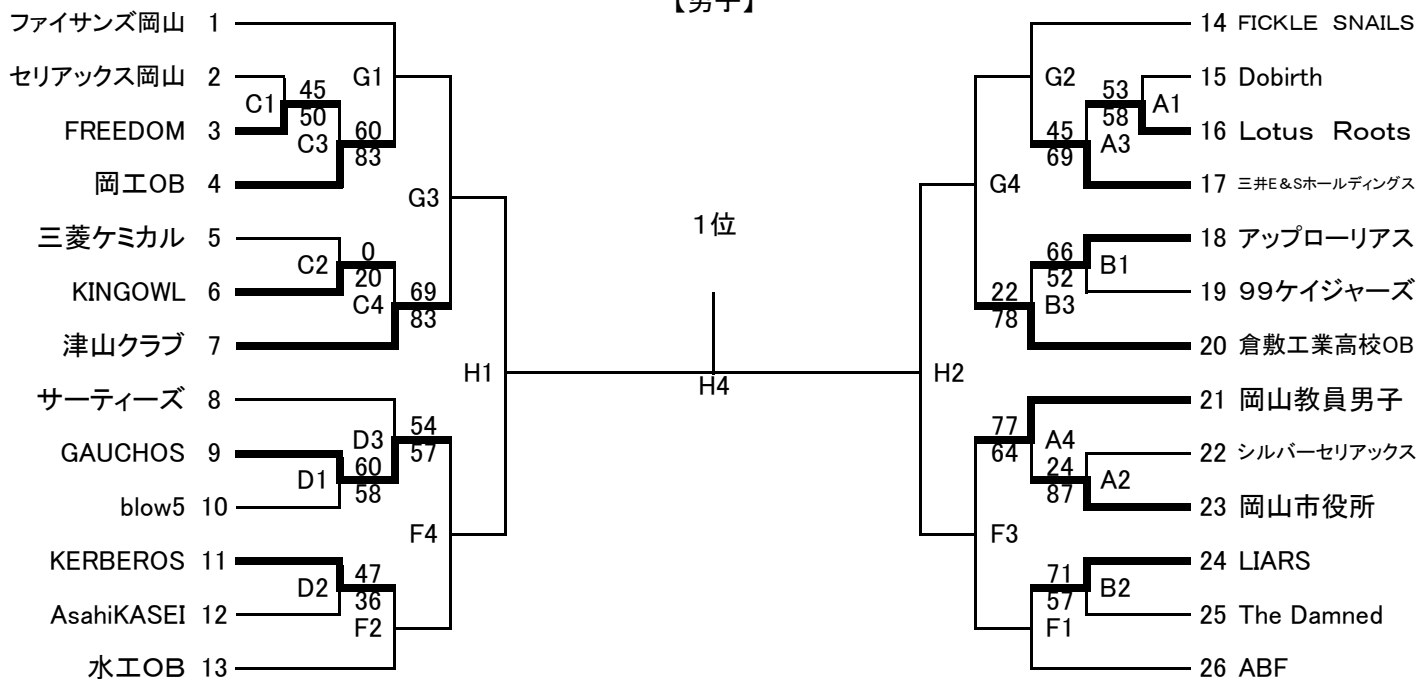 【男子】
ファイサンズ岡山 1
セリアックス岡山 2
FREEDOM 3
岡工OB 4
三菱ケミカル 5
KINGOWL 6
津山クラブ 7
サーティーズ 8
GAUCHOS 9
blow5 10
KERBEROS 11
AsahiKASEI 12
水工OB 13
C1
45
50
C3
60
83
G1
C2
0
20
C4
69
83
G3
D1
60
58
D3
54
57
D2
47
36
F2
F4
H1
1位
H4
H2
G2
53
58
A1
A3
45
69
G4
66
52
B1
B3
22
78
77
64
A4
24
87
A2
F3
71
57
B2
F1
14 FICKLE SNAILS
15 Dobirth
16 Lotus Roots
17 三井E&Sホールディングス
18 アップローリアス
19 99ケイジャーズ
20 倉敷工業高校OB
21 岡山教員男子
22 シルバーセリアックス
23 岡山市役所
24 LIARS
25 The Damned
26 ABF